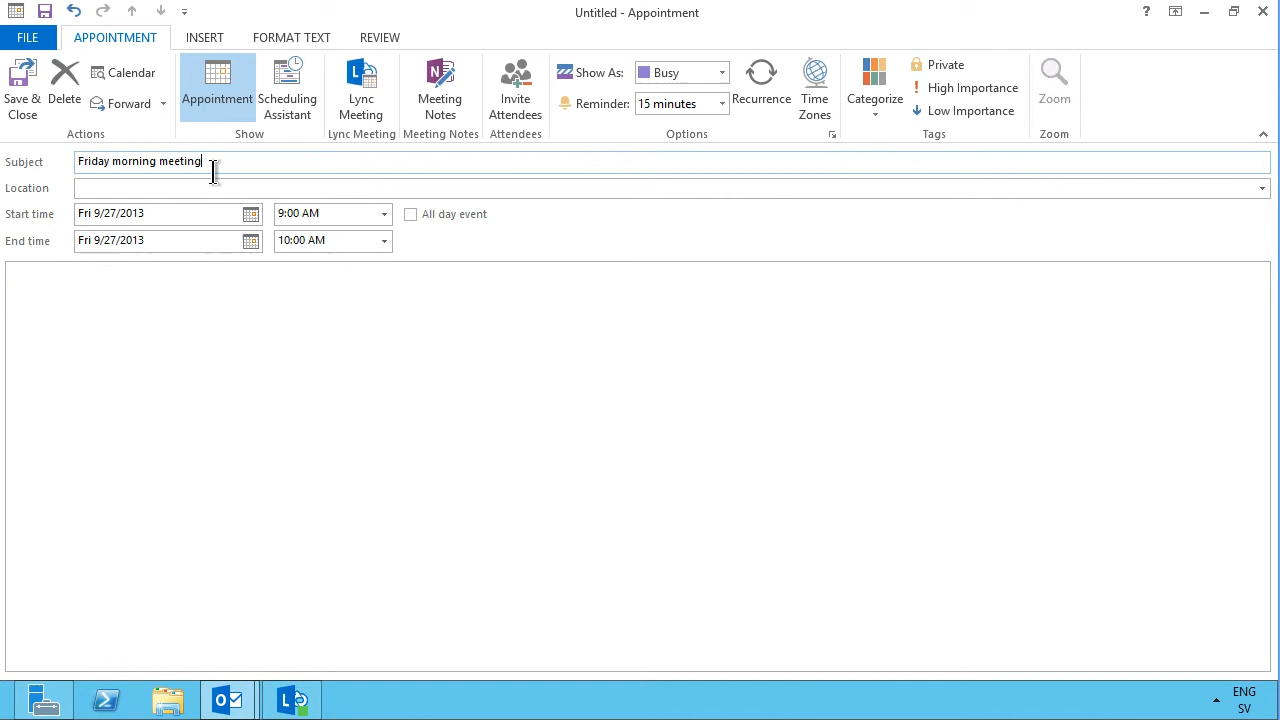 Untitled - Appointment
?
FILE
APPOINTMENT
INSERT
FORMAT TEXT
REVIEW
Save & Close
Delete
Calendar
Forward
Actions
Appointment
Scheduling Assistant
Show
Lync Meeting
Lync Meeting
Meeting Notes
Meeting Notes
Invite Attendees
Attendees
Show As: Busy
Reminder: 15 minutes
Recurrence
Time Zones
Options
Categorize
Private
High Importance
Low Importance
Tags
Zoom
Zoom
Subject Friday morning meeting
Location
Start time Fri 9/27/2013 9:00 AM All day event
End time Fri 9/27/2013 10:00 AM
ENG
SV